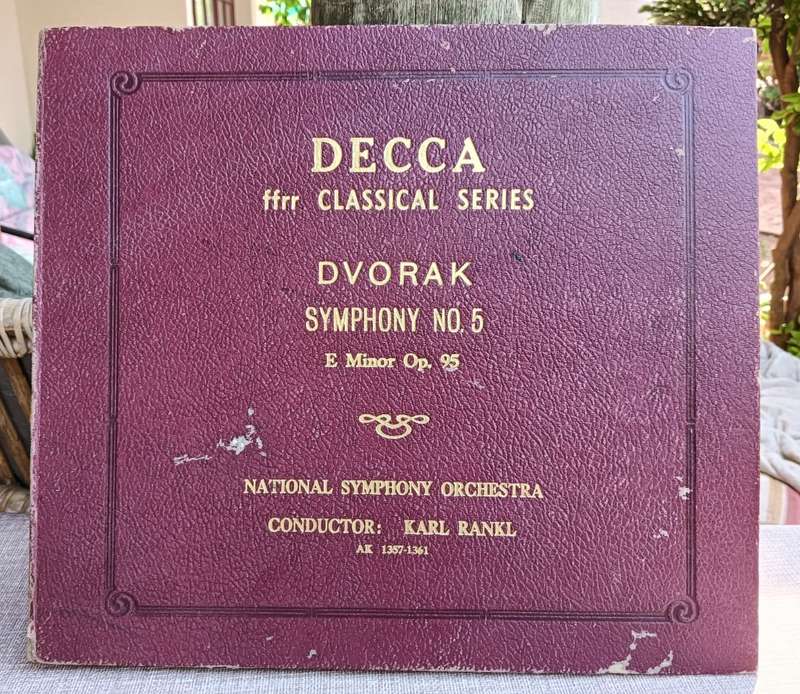 DECCA
ffrr CLASSICAL SERIES
DVORAK
SYMPHONY NO. 5
E Minor Op. 95
NATIONAL SYMPHONY ORCHESTRA
CONDUCTOR: KARL RANKL
AK 1357-1361